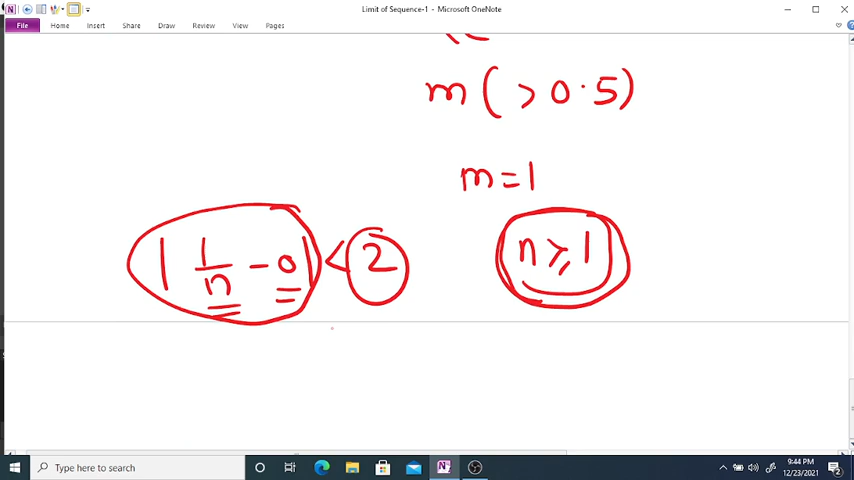 Limit of Sequence-1 - Microsoft OneNote
File Home Insert Share Draw Review View Pages
m ( > 0.5)
m = 1
| 1/n - 0 | < 2 n ≥ 1
Type here to search
9:44 PM
12/23/2021
2